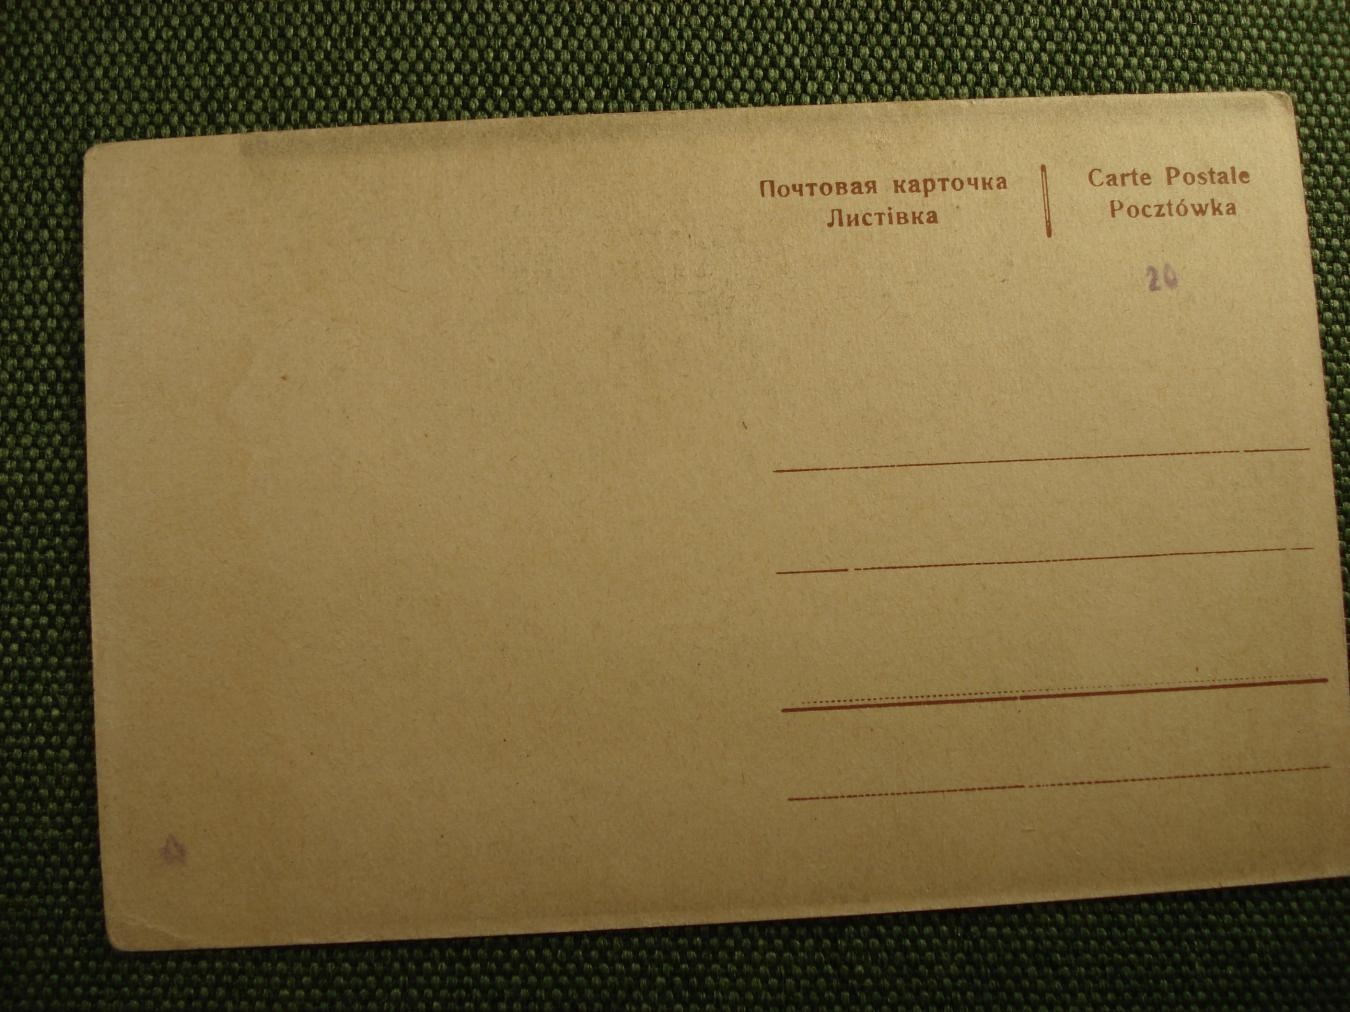 Почтовая карточка
Листівка
Carte Postale
Pocztówka
20